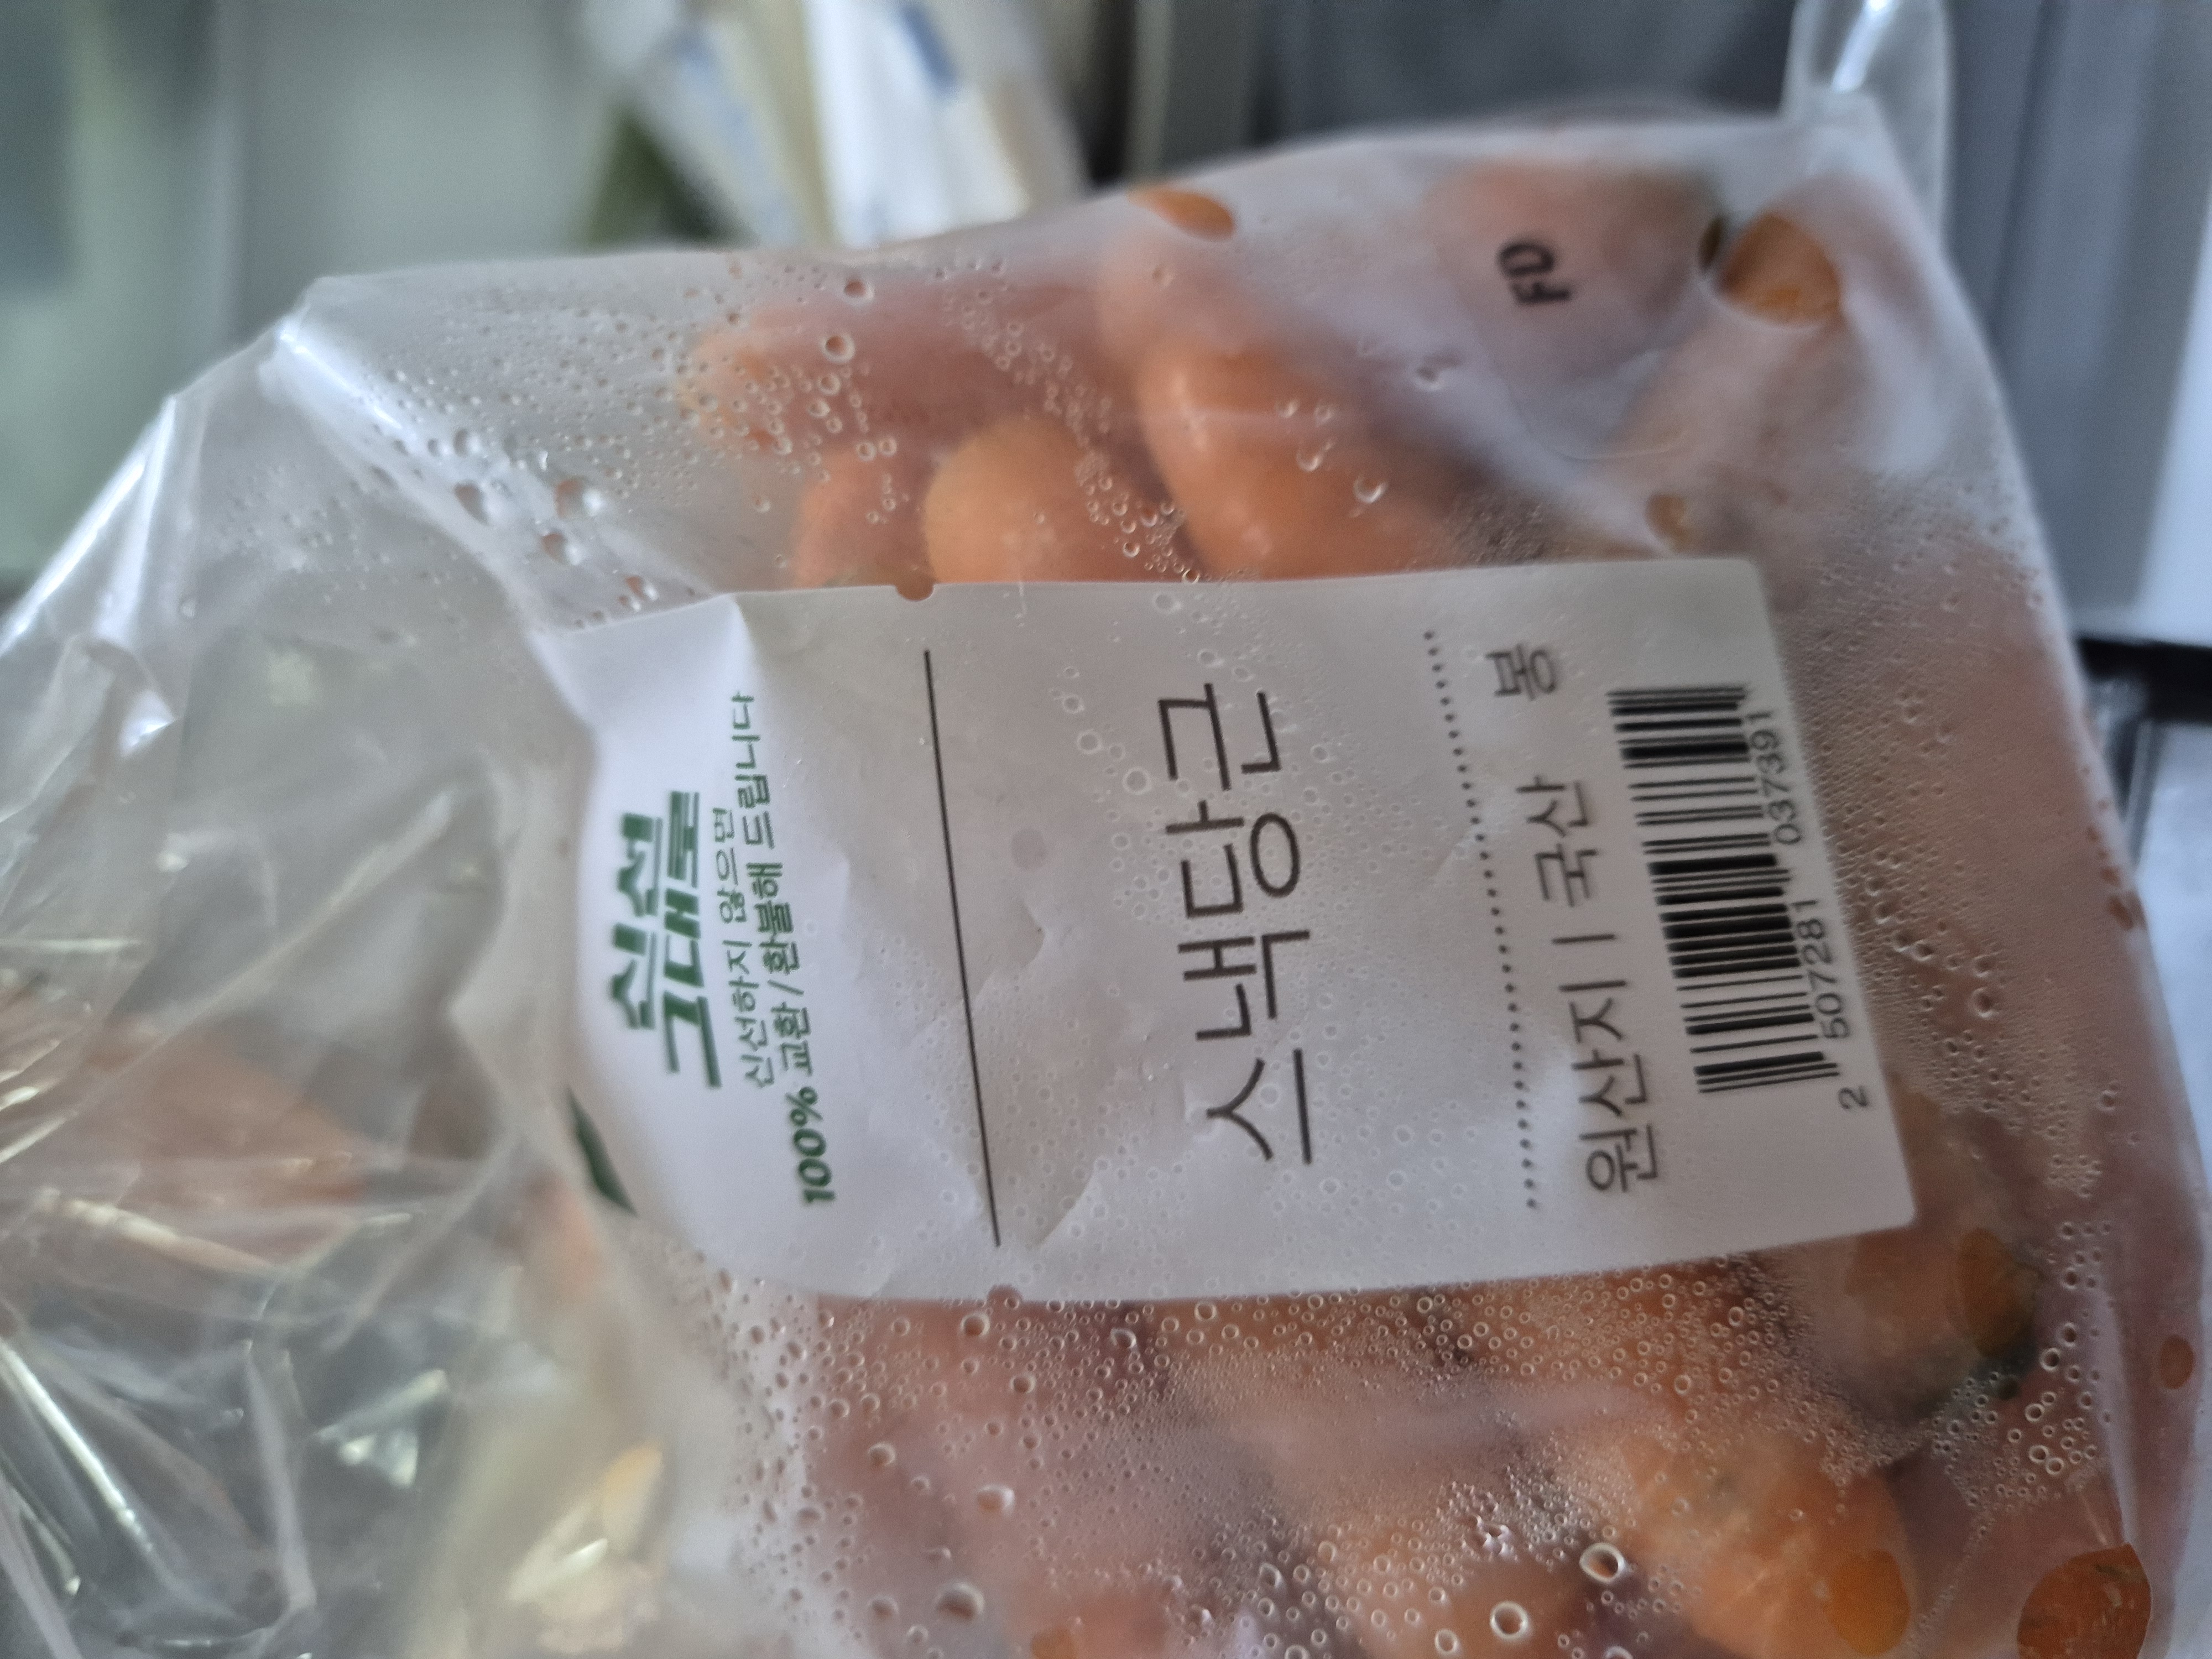 신선
그대로
신선하지 않으면
100% 교환 / 환불해 드립니다
스낵당근
원산지 | 국산 봉
2 507281 037391
FD